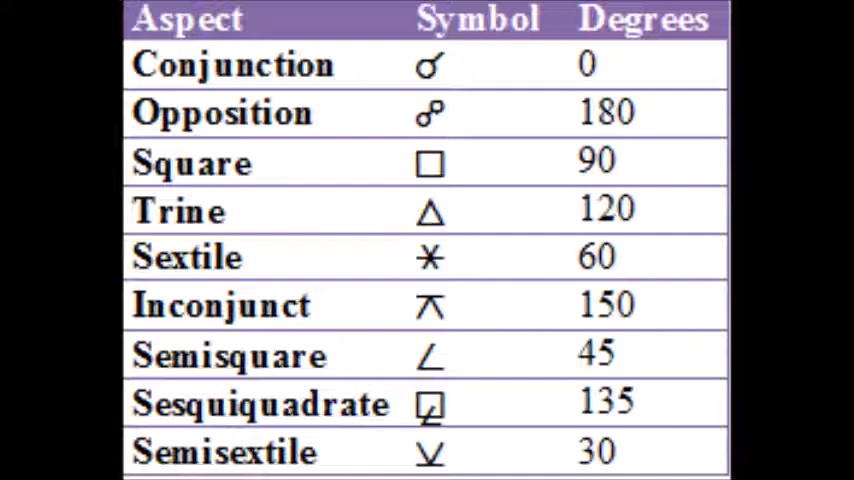 Aspect Symbol Degrees
Conjunction ☌ 0
Opposition ☍ 180
Square □ 90
Trine △ 120
Sextile ⚹ 60
Inconjunct ⚻ 150
Semisquare ∠ 45
Sesquiquadrate ⚼ 135
Semisextile ⚺ 30